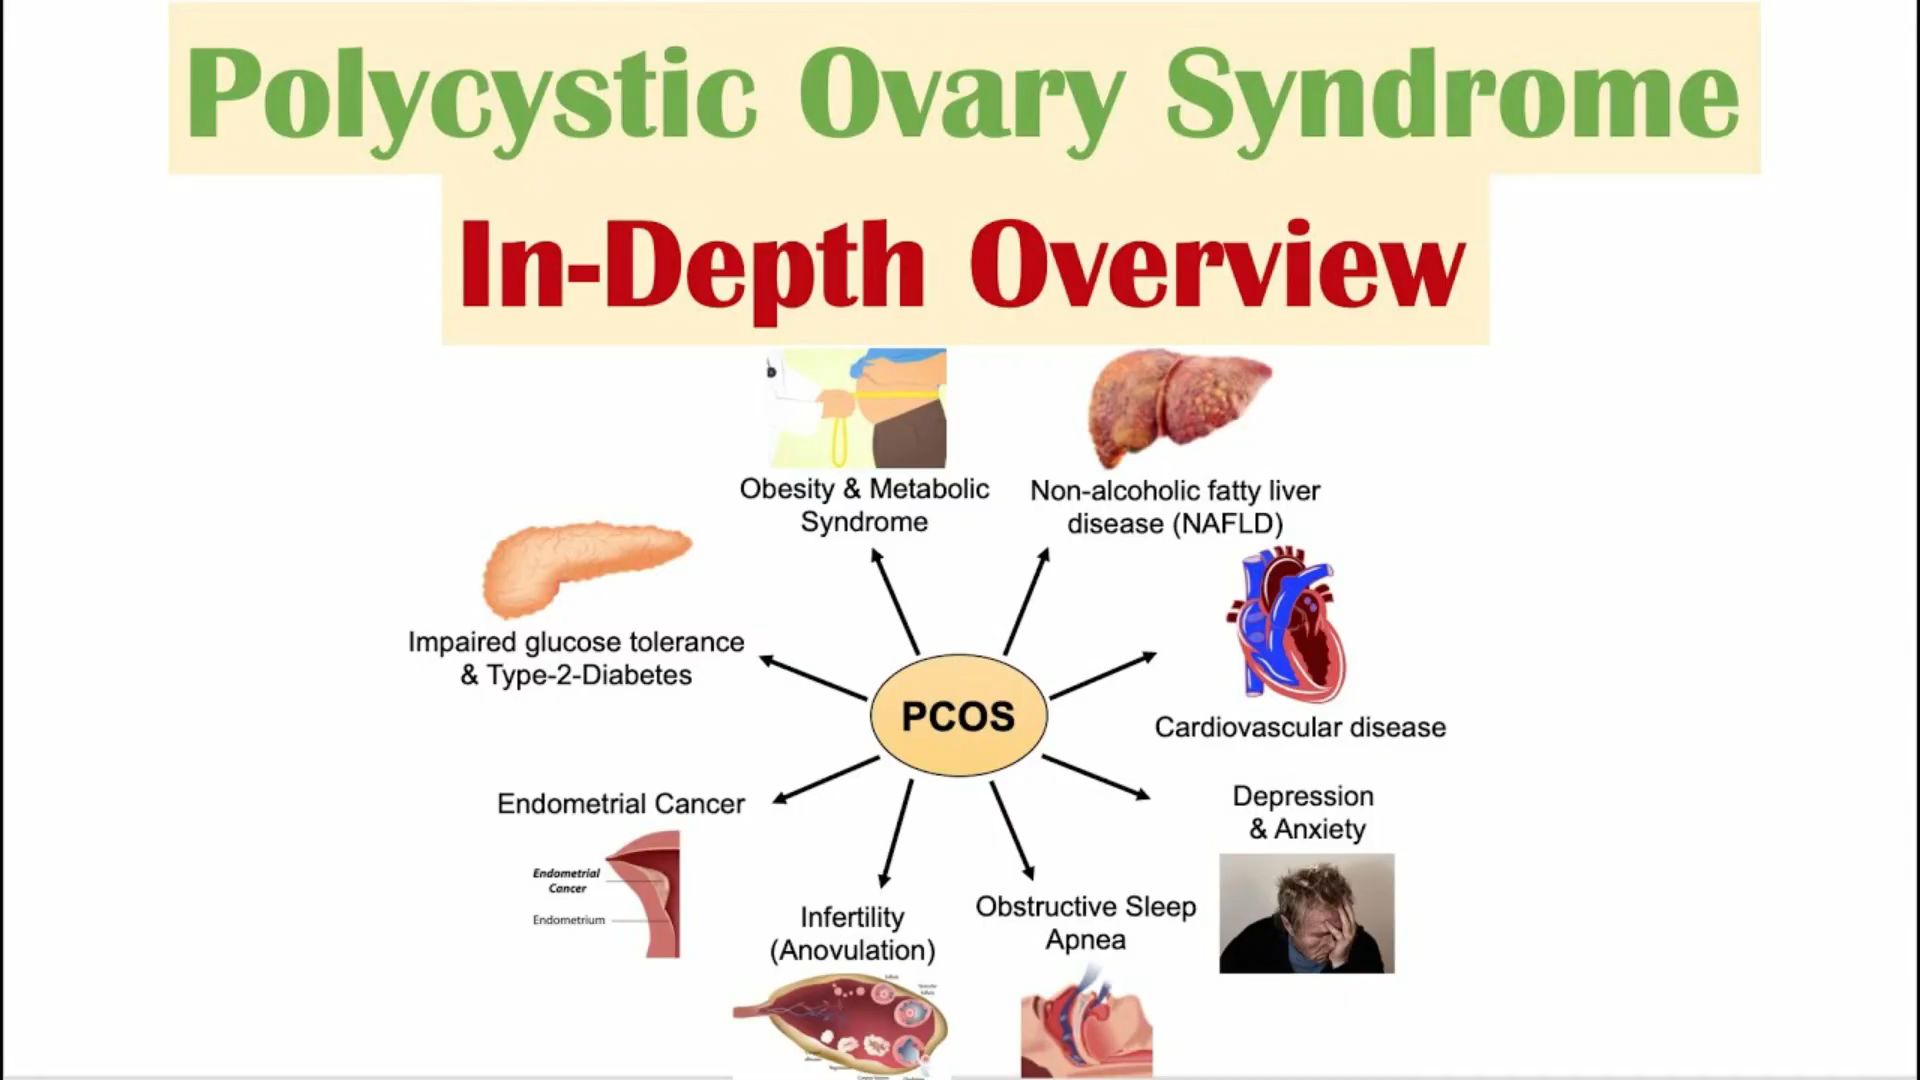 Polycystic Ovary Syndrome
In-Depth Overview
Obesity & Metabolic
Syndrome
Non-alcoholic fatty liver
disease (NAFLD)
Impaired glucose tolerance
& Type-2-Diabetes
PCOS
Cardiovascular disease
Endometrial Cancer
Depression
& Anxiety
Endometrial
Cancer
Endometrium
Infertility
(Anovulation)
Obstructive Sleep
Apnea